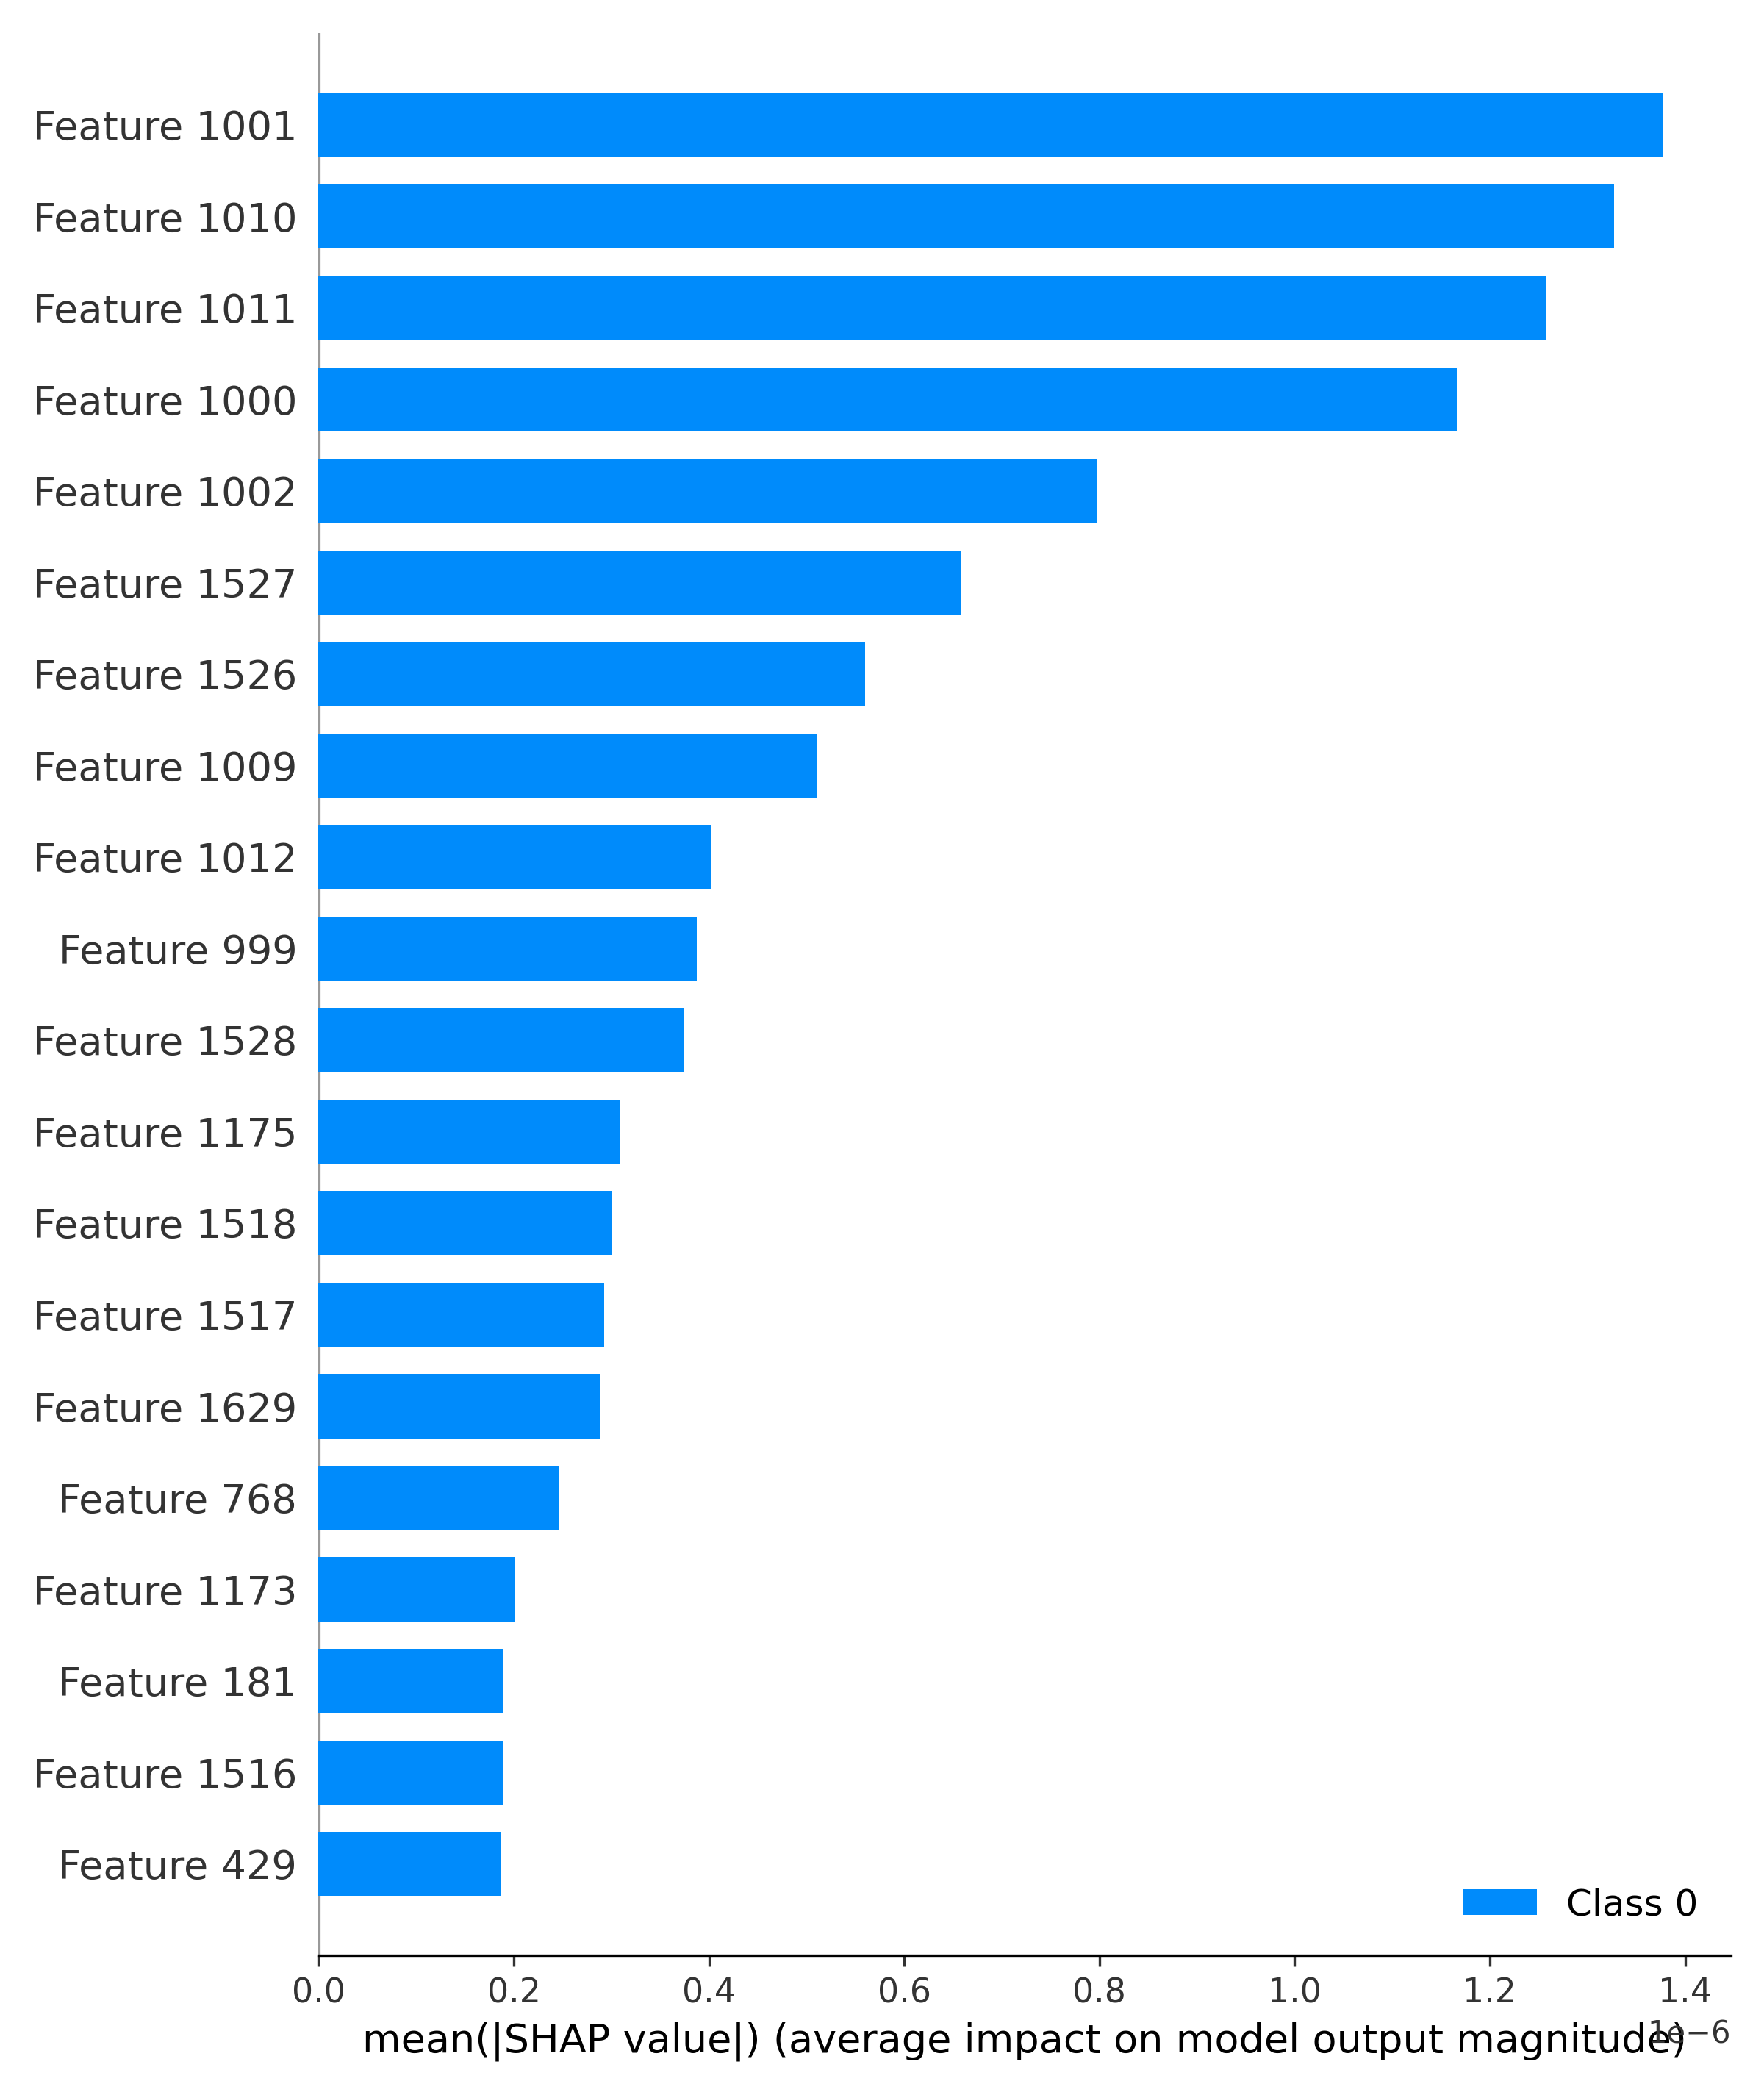 Feature 1001
Feature 1010
Feature 1011
Feature 1000
Feature 1002
Feature 1527
Feature 1526
Feature 1009
Feature 1012
Feature 999
Feature 1528
Feature 1175
Feature 1518
Feature 1517
Feature 1629
Feature 768
Feature 1173
Feature 181
Feature 1516
Feature 429
Class 0
0.0 0.2 0.4 0.6 0.8 1.0 1.2 1.4
mean(|SHAP value|) (average impact on model output magnitude)
1e−6